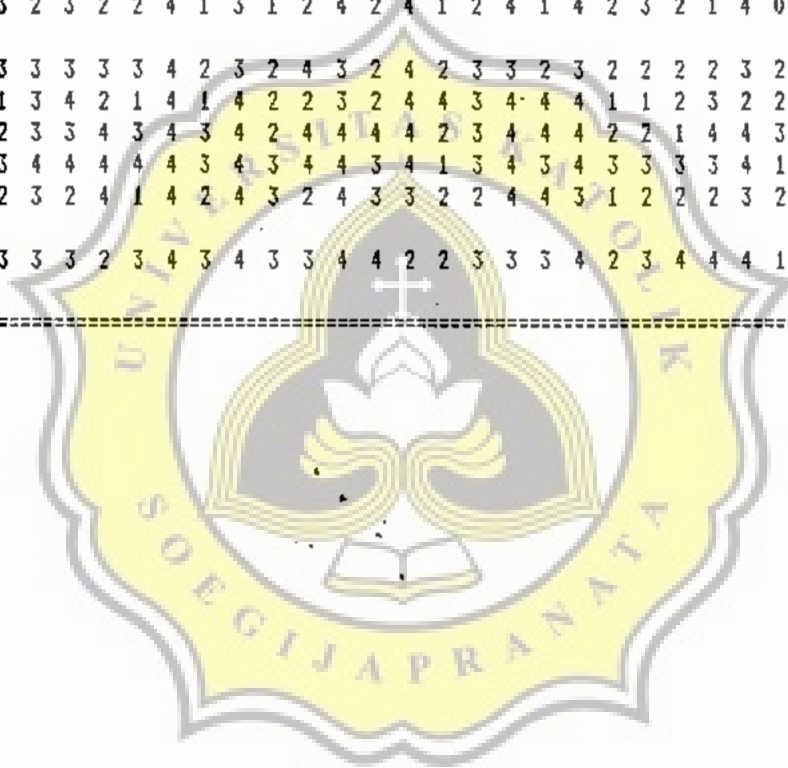 3 2 3 2 2 4 1 3 1 2 4 2 4 1 2 4 1 4 2 3 2 1 4 0
3 3 3 3 3 4 2 3 2 4 3 2 4 2 3 3 2 3 2 2 2 2 3 2
1 3 4 2 1 4 1 4 2 2 3 2 4 4 3 4 4 4 1 1 2 3 2 2
2 3 3 4 3 4 3 4 2 4 4 4 4 2 3 4 4 4 2 2 1 4 4 3
3 4 4 4 4 4 3 4 3 4 4 3 4 1 3 4 3 4 3 3 3 3 4 1
2 3 2 4 1 4 2 4 3 2 4 3 3 2 2 4 4 3 1 2 2 2 3 2
3 3 3 2 3 4 3 4 3 3 4 4 2 2 3 3 3 4 2 3 4 4 4 1
UNIVERSITAS KATOLIK
SOEGIJAPRANATA